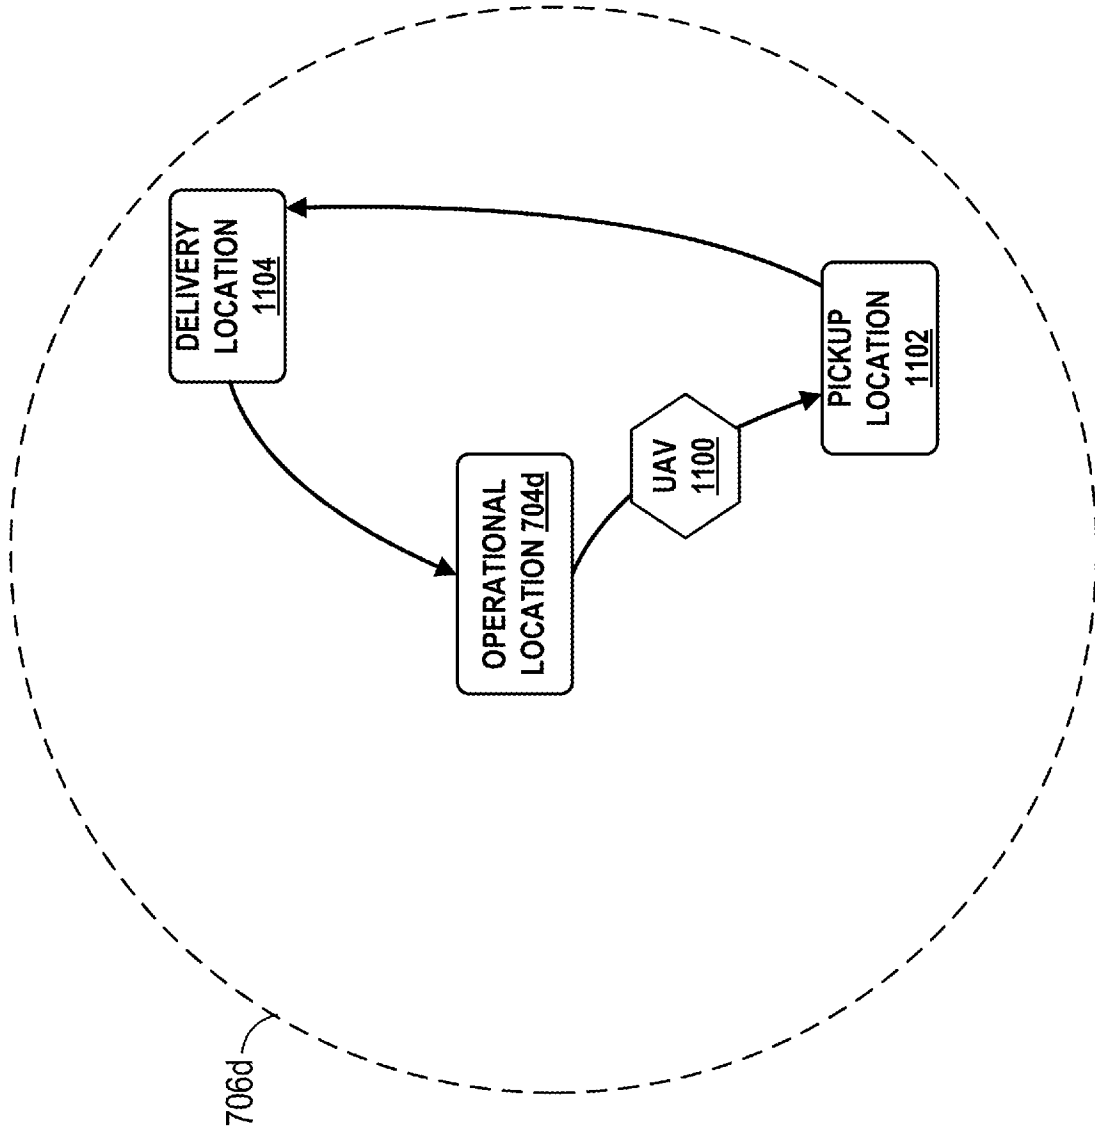 706d
OPERATIONAL
LOCATION 704d
DELIVERY
LOCATION
1104
UAV
1100
PICKUP
LOCATION
1102